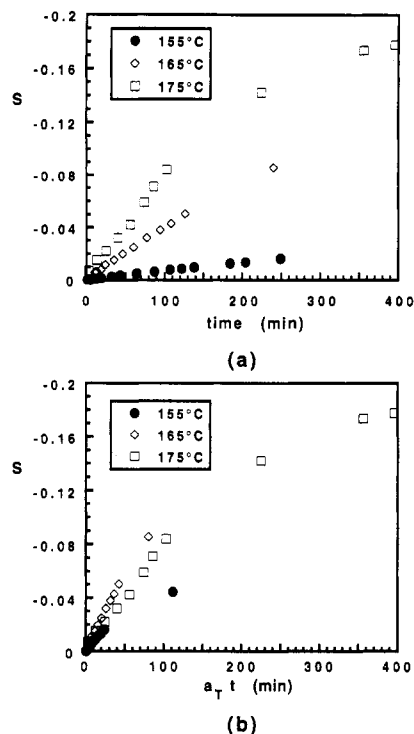 -0.2
155°C
165°C
175°C
-0.16
-0.12
S
-0.08
-0.04
0
0 100 200 300 400
time (min)
(a)
-0.2
155°C
165°C
175°C
-0.16
-0.12
S
-0.08
-0.04
0
0 100 200 300 400
a_T t (min)
(b)